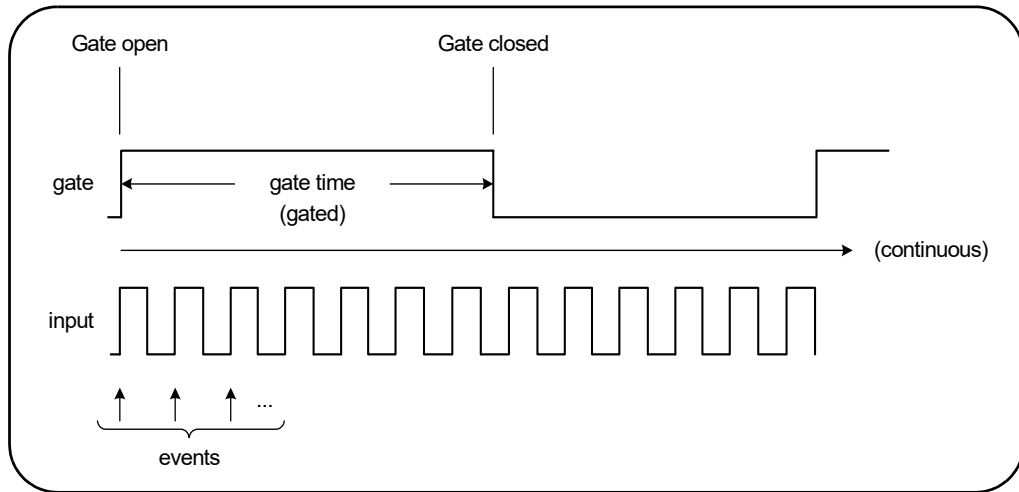 Gate open
Gate closed
gate
gate time
(gated)
(continuous)
input
...
events